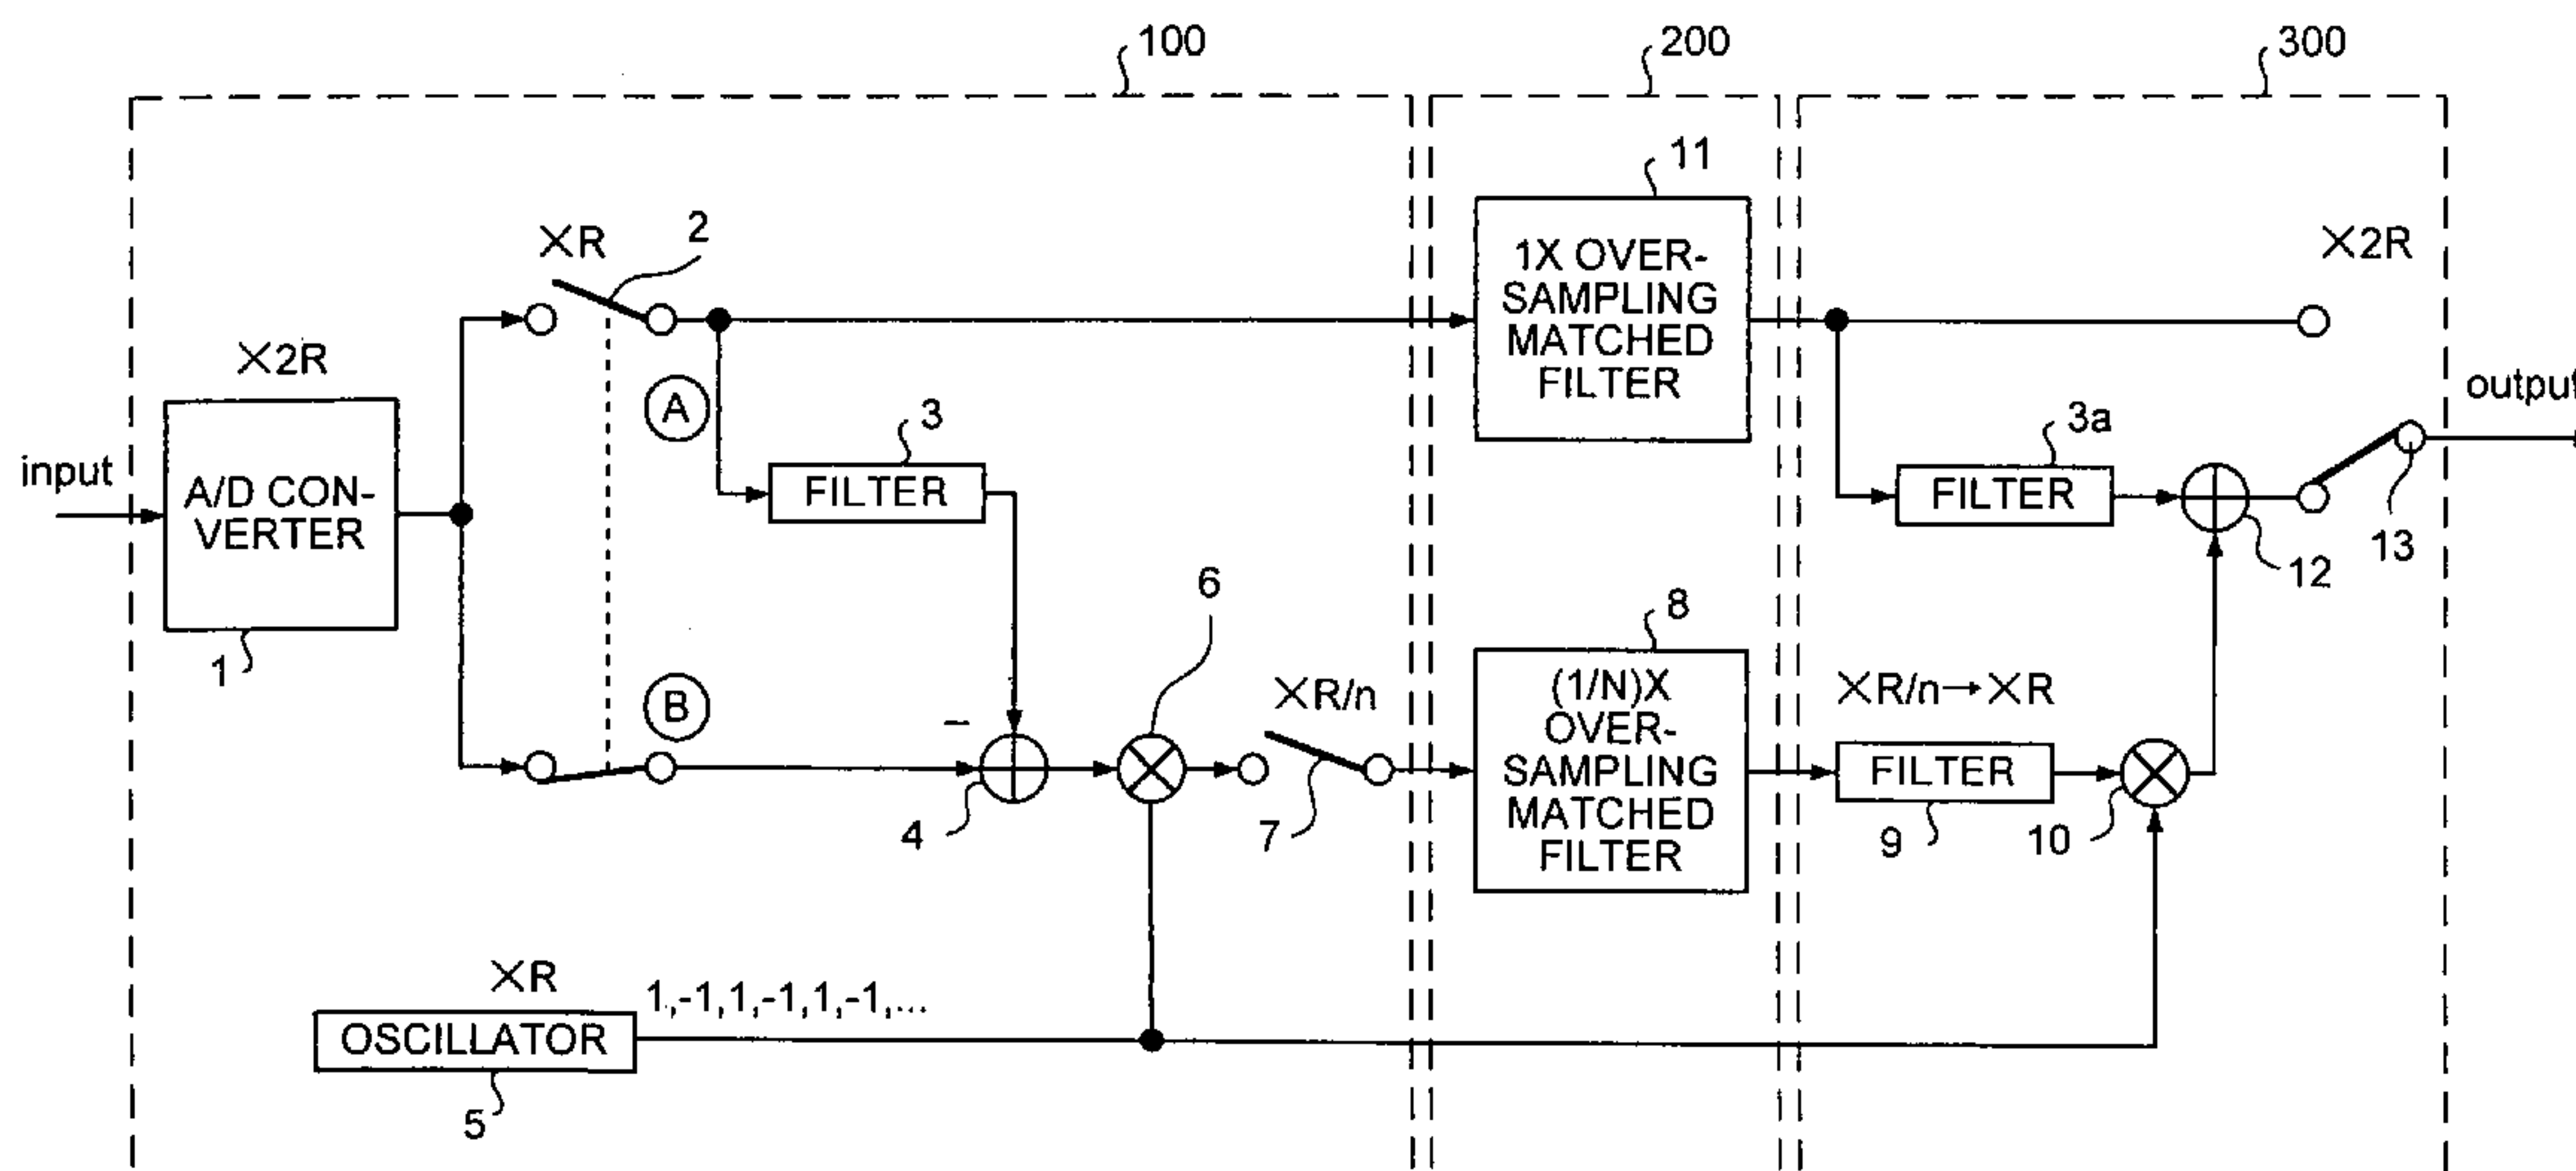 100
200
300
11
×R
2
1X OVER-
SAMPLING
MATCHED
FILTER
×2R
×2R
A
3
3a
output
input
A/D CON-
VERTER
FILTER
FILTER
13
12
6
8
1
B
–
×R/n
(1/N)X
OVER-
SAMPLING
MATCHED
FILTER
×R/n→×R
FILTER
4
7
9
10
×R
1,-1,1,-1,1,-1,...
OSCILLATOR
5